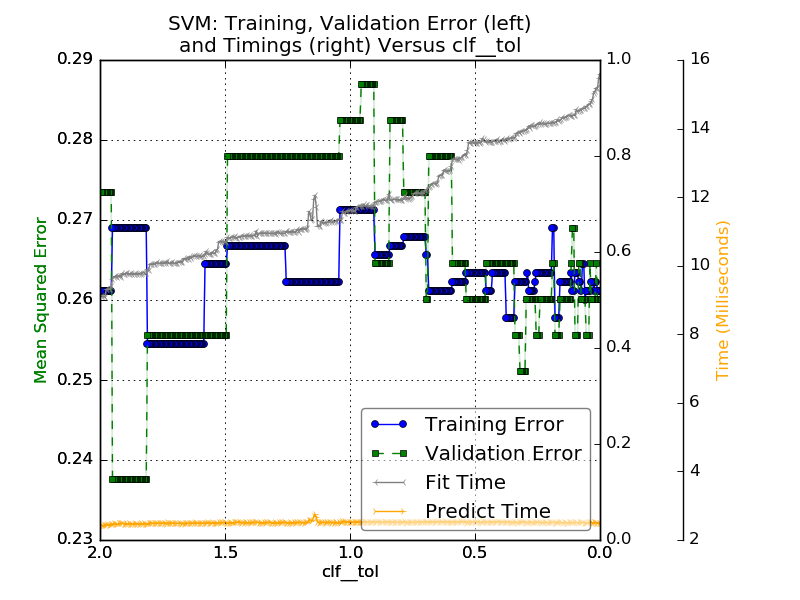 SVM: Training, Validation Error (left)
and Timings (right) Versus clf__tol
0.29
0.28
0.27
0.26
0.25
0.24
0.23
Mean Squared Error
2.0
1.5
1.0
0.5
0.0
clf__tol
1.0
0.8
0.6
0.4
0.2
0.0
16
14
12
10
8
6
4
2
Time (Milliseconds)
Training Error
Validation Error
Fit Time
Predict Time